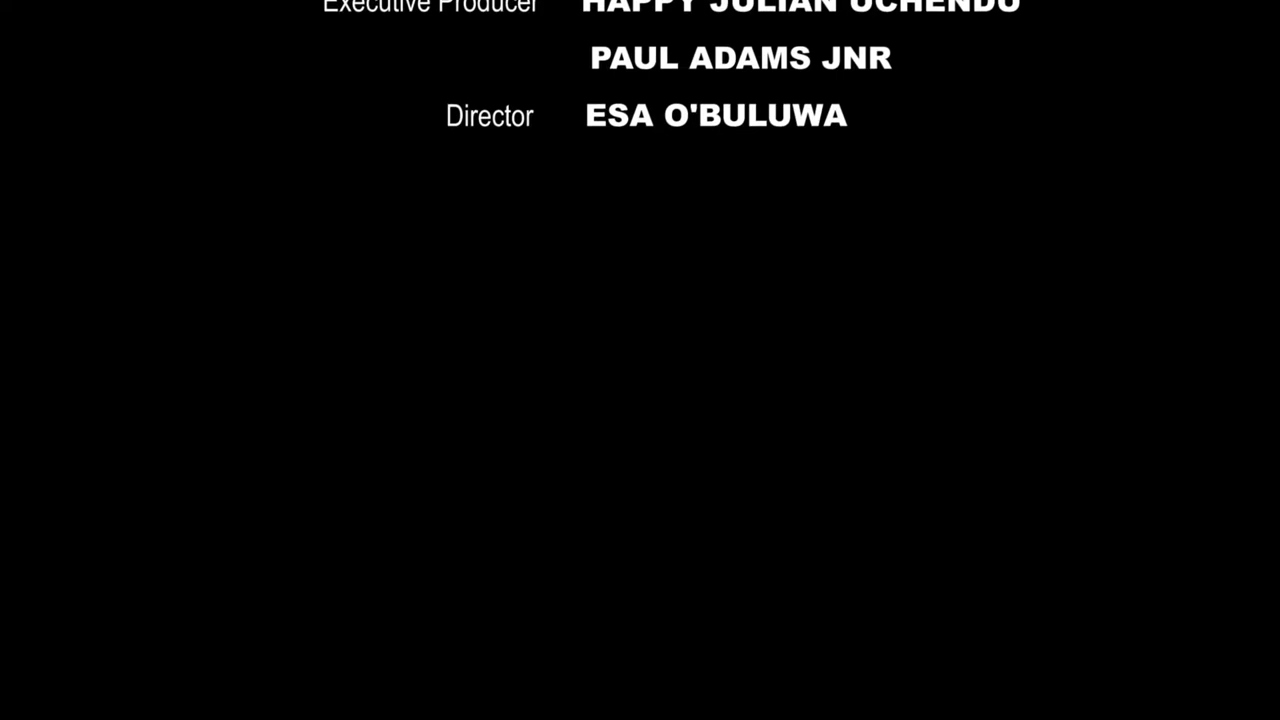 Executive Producer HAPPY JULIAN UCHENDU
PAUL ADAMS JNR
Director ESA O'BULUWA